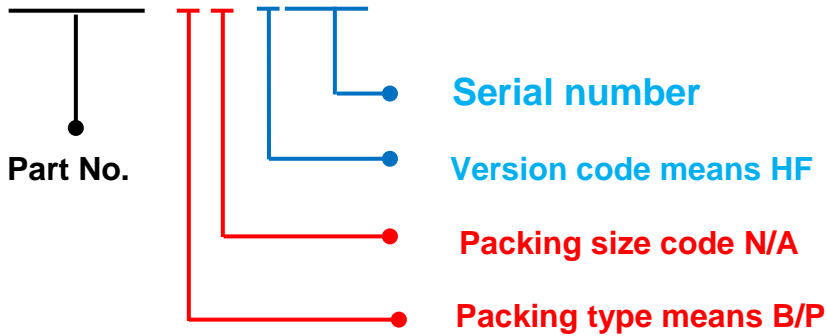 Serial number
Part No.
Version code means HF
Packing size code N/A
Packing type means B/P